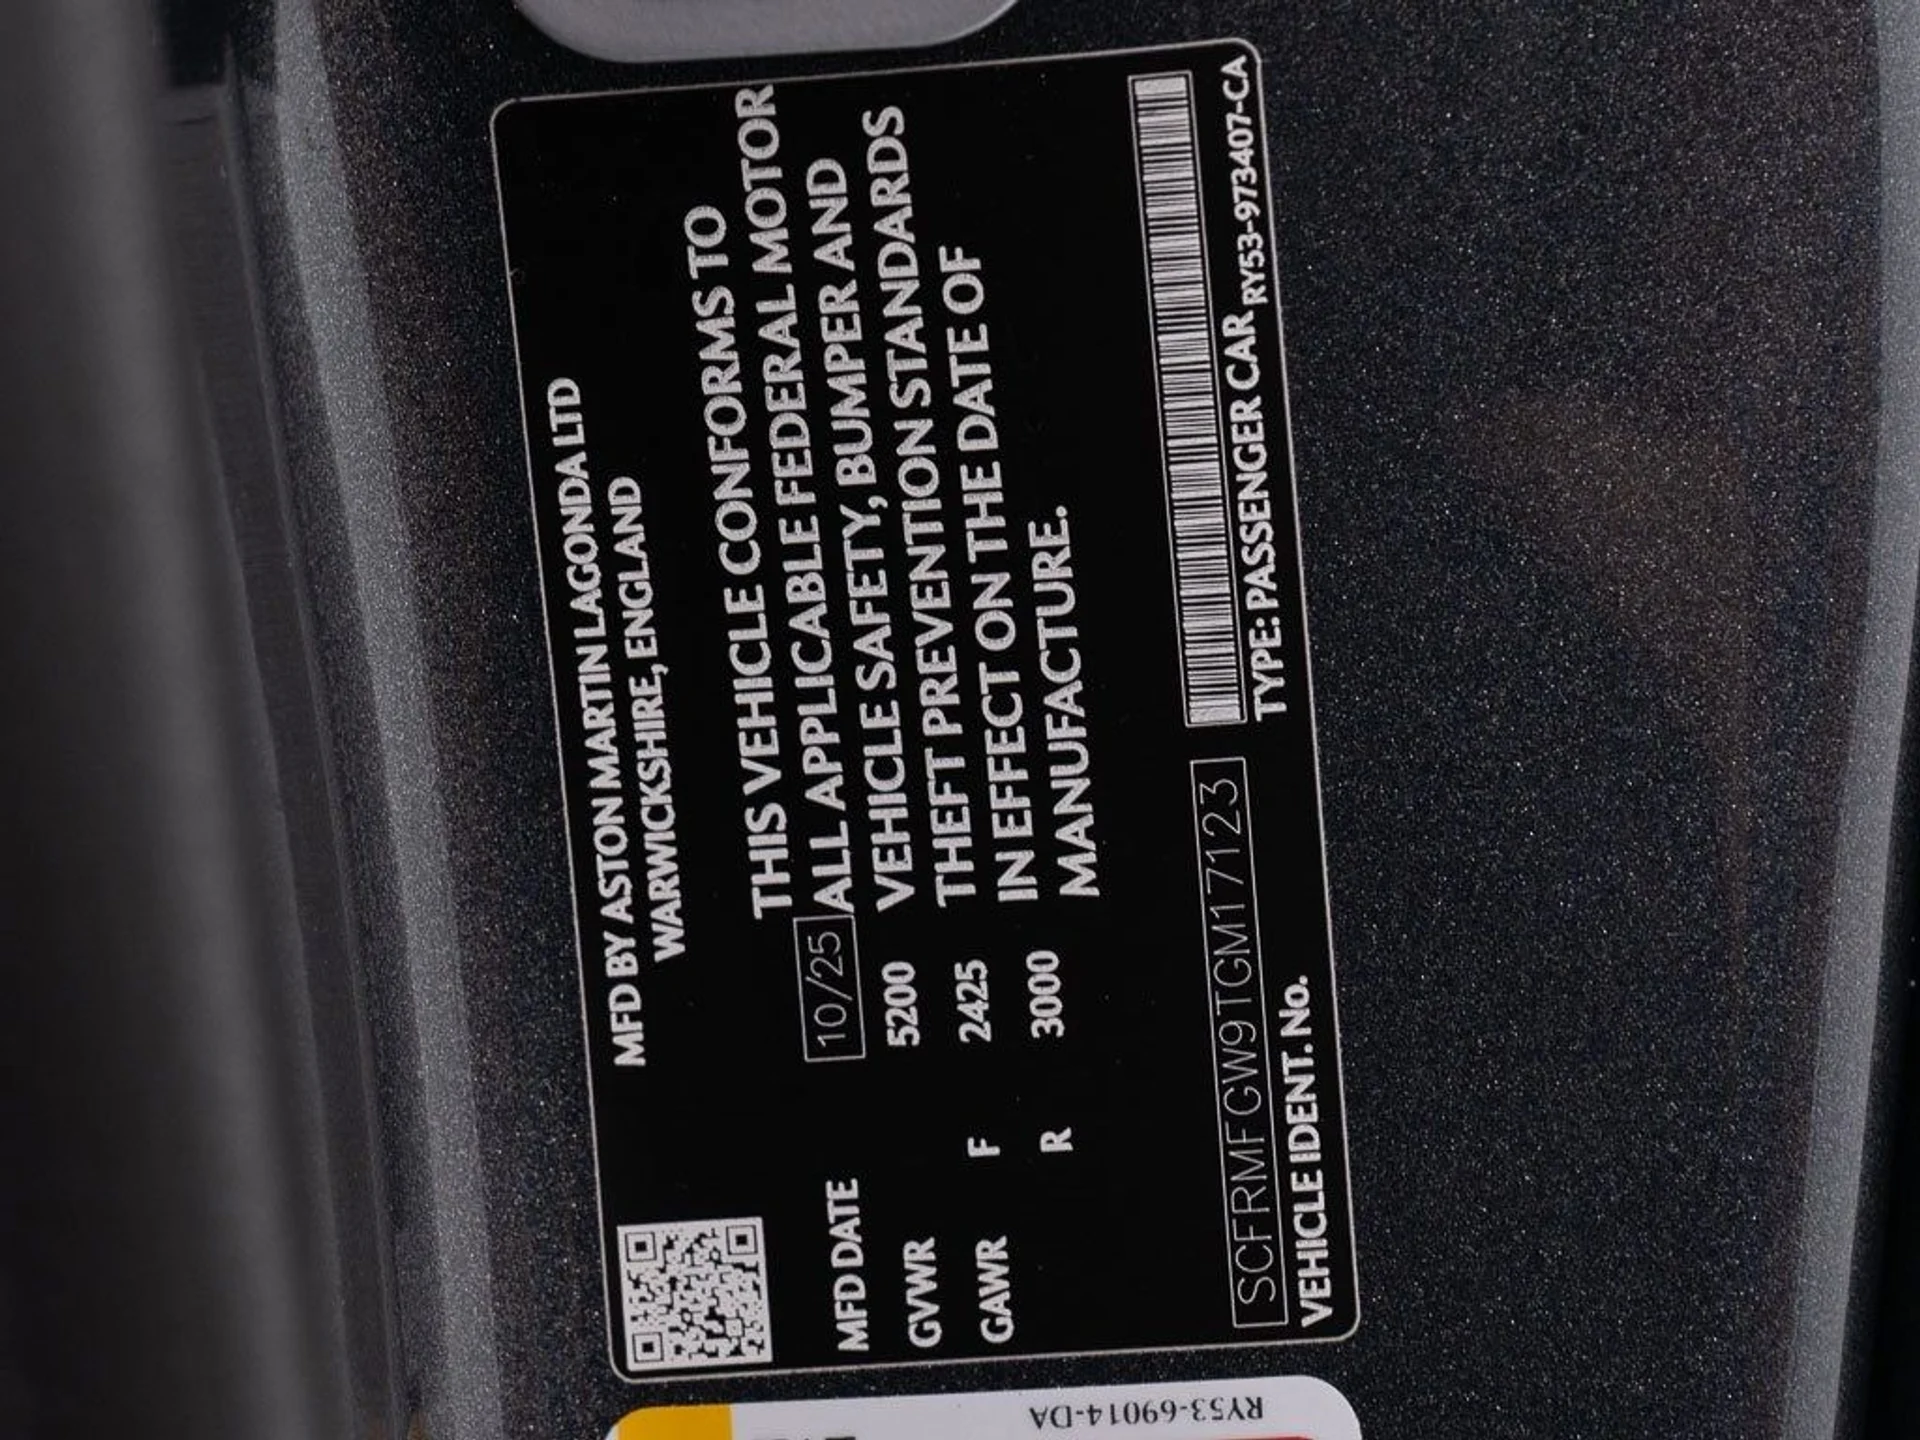 MFD BY ASTON MARTIN LAGONDA LTD
WARWICKSHIRE, ENGLAND
THIS VEHICLE CONFORMS TO
MFD DATE 10/25 ALL APPLICABLE FEDERAL MOTOR
GVWR 5200 VEHICLE SAFETY, BUMPER AND
THEFT PREVENTION STANDARDS
GAWR F 2425 IN EFFECT ON THE DATE OF
R 3000 MANUFACTURE.
SCFRMFGW9TGM17123
VEHICLE IDENT. No. TYPE: PASSENGER CAR RY53-973407-CA
RY53-69014-DA